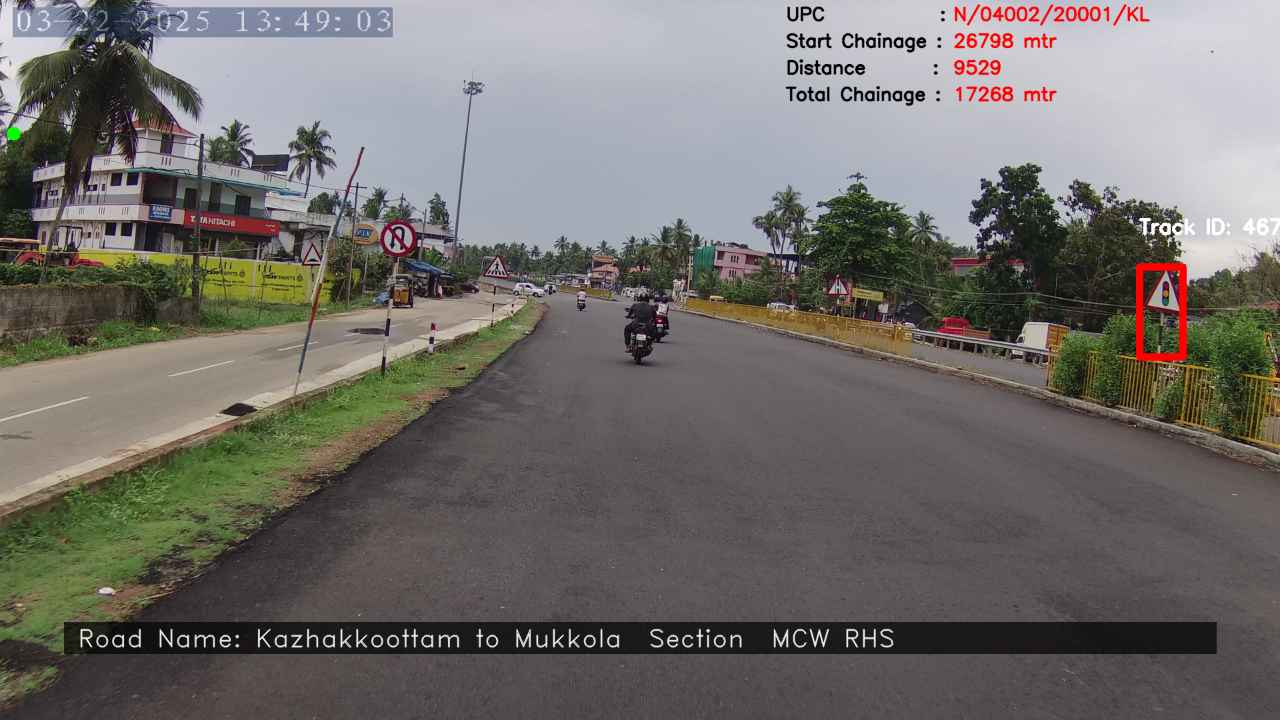 03-22-2025 13:49:03
UPC : N/04002/20001/KL
Start Chainage : 26798 mtr
Distance : 9529
Total Chainage : 17268 mtr
Track ID: 467
TATA HITACHI
Road Name: Kazhakkoottam to Mukkola Section MCW RHS